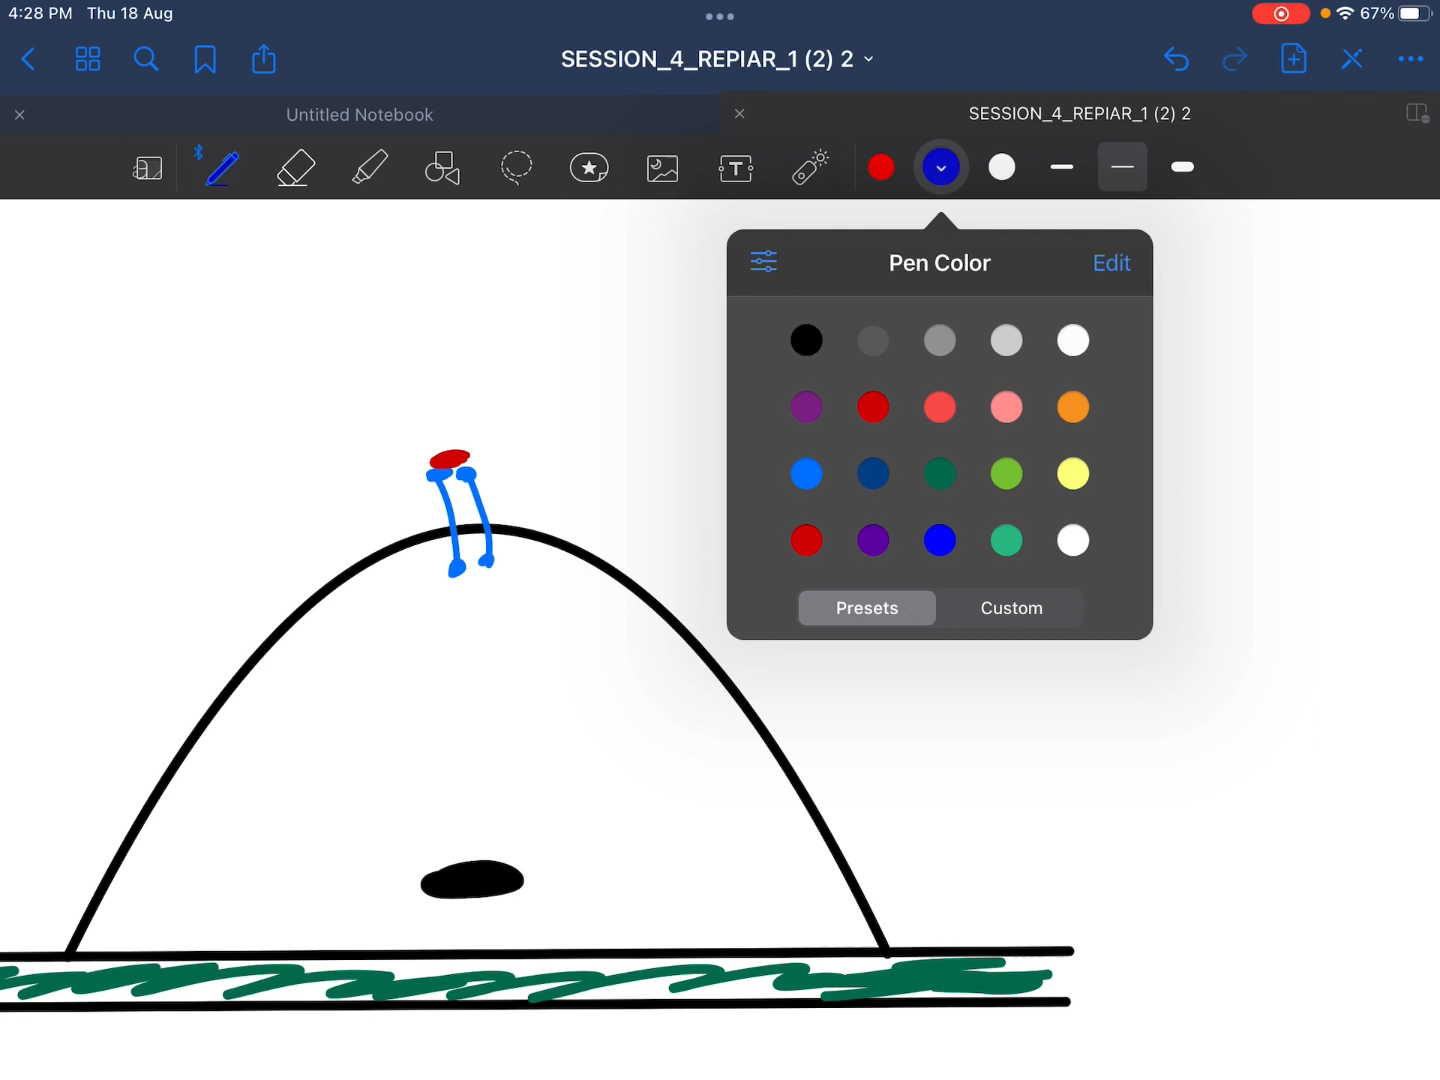 4:28 PM Thu 18 Aug
67%
SESSION_4_REPIAR_1 (2) 2
Untitled Notebook
SESSION_4_REPIAR_1 (2) 2
a
T
Pen Color
Edit
Presets
Custom